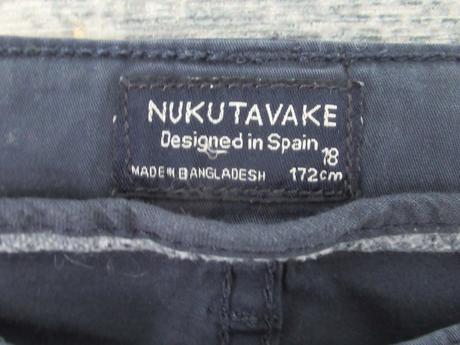 NUKUTAVAKE
Designed in Spain
18
MADE IN BANGLADESH 172cm